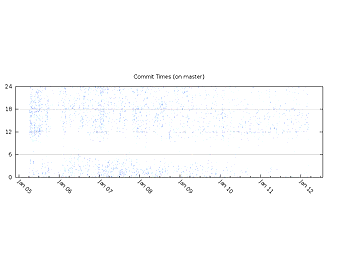 Commit Times (on master)
24
18
12
6
0
Jan 05
Jan 06
Jan 07
Jan 08
Jan 09
Jan 10
Jan 11
Jan 12